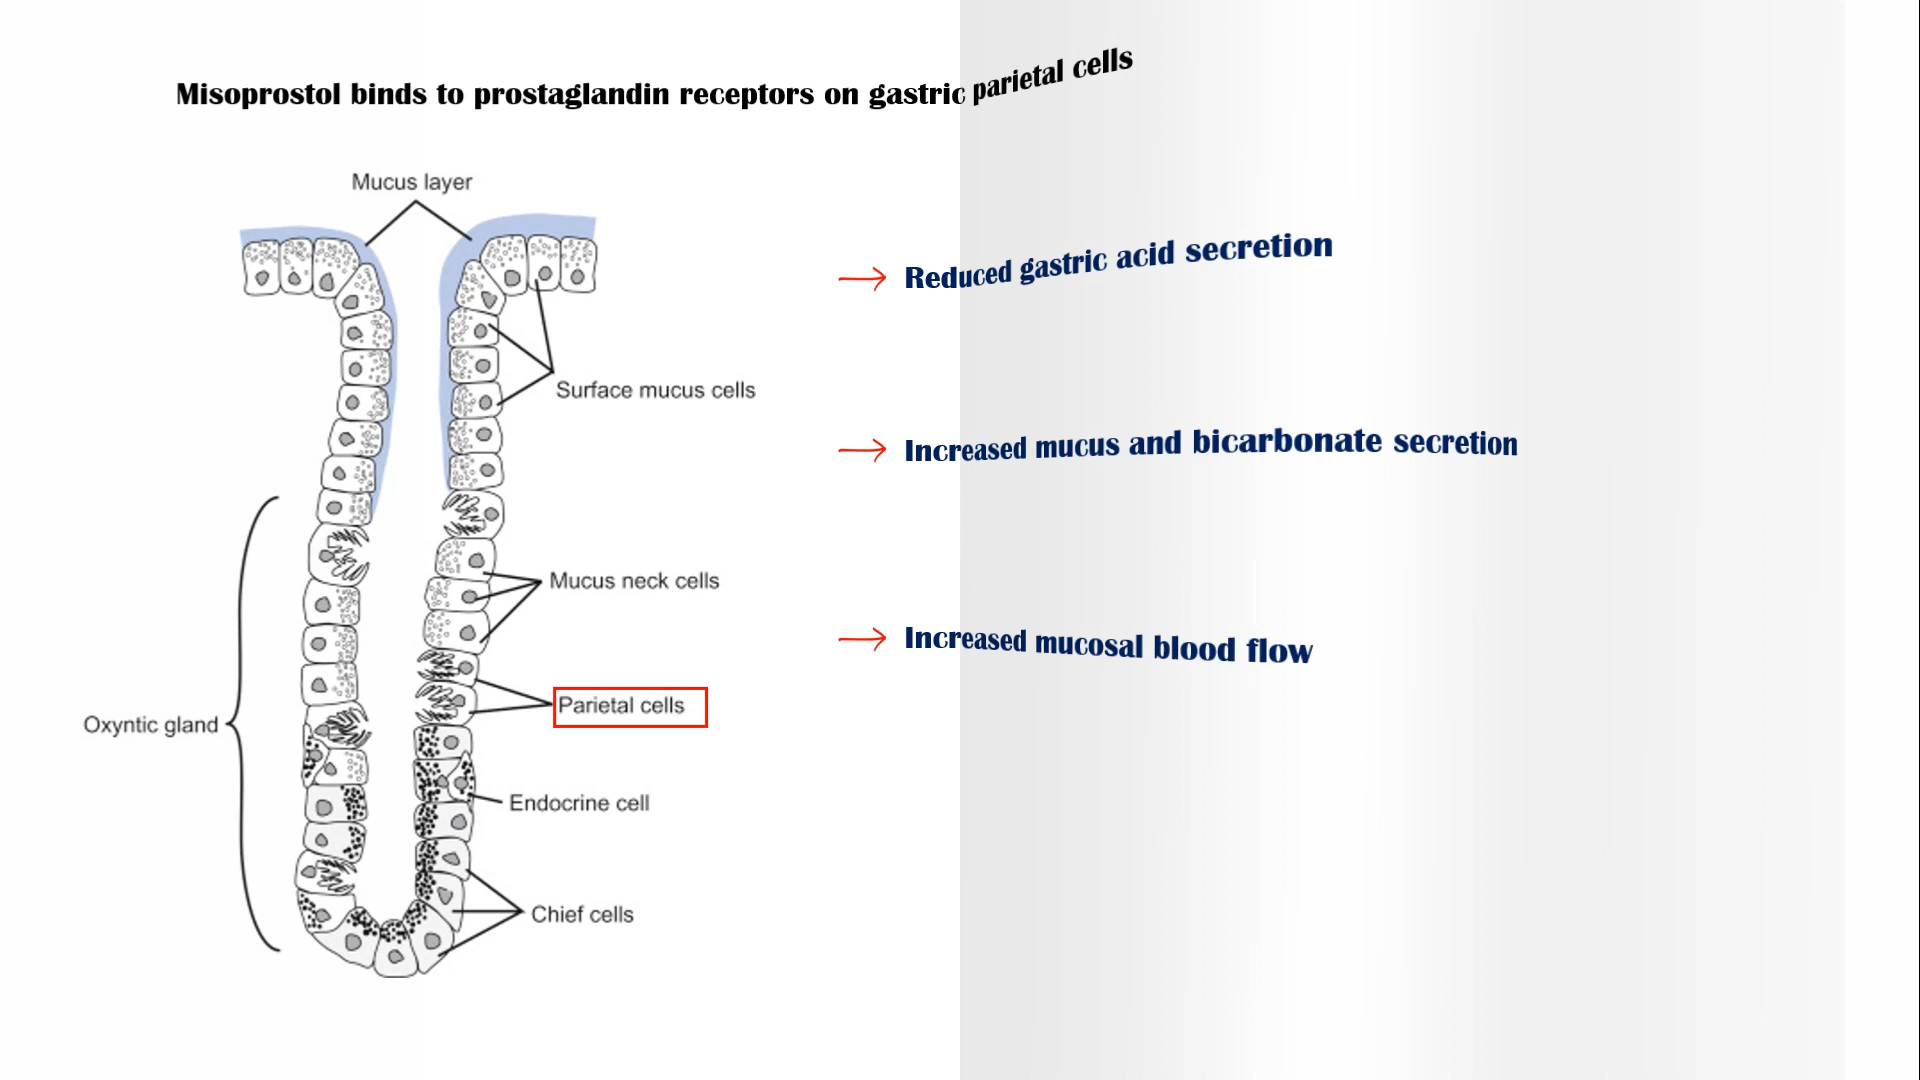 Misoprostol binds to prostaglandin receptors on gastric parietal cells
Mucus layer
Reduced gastric acid secretion
Surface mucus cells
Increased mucus and bicarbonate secretion
Mucus neck cells
Increased mucosal blood flow
Parietal cells
Oxyntic gland
Endocrine cell
Chief cells